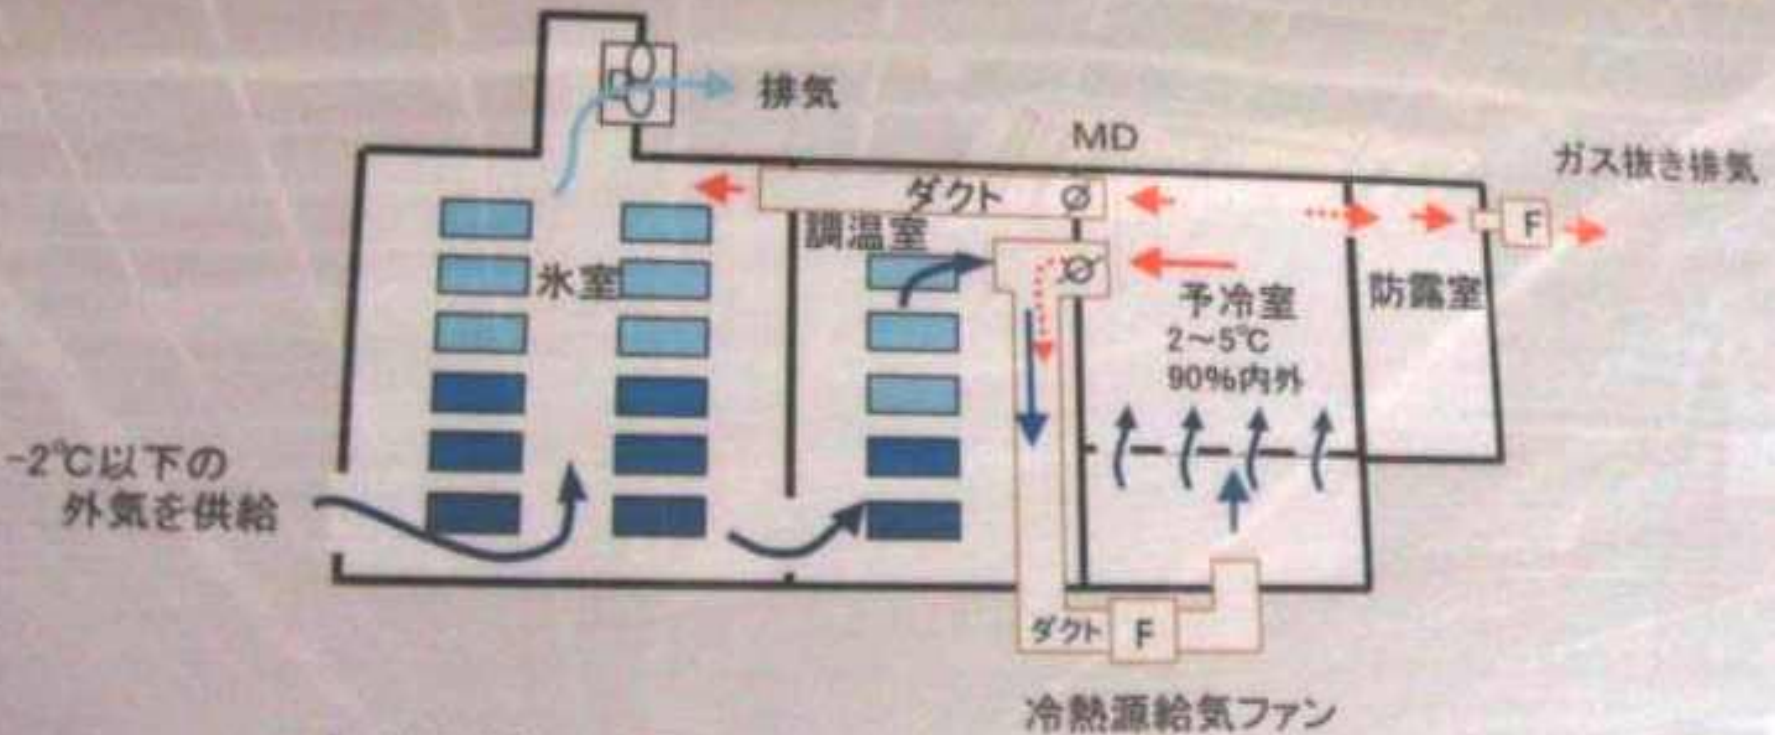 排気
MD
ガス抜き排気
ダクト
F
調温室
氷室
予冷室
2~5℃
90%内外
防露室
-2℃以下の
外気を供給
ダクト
F
冷熱源給気ファン